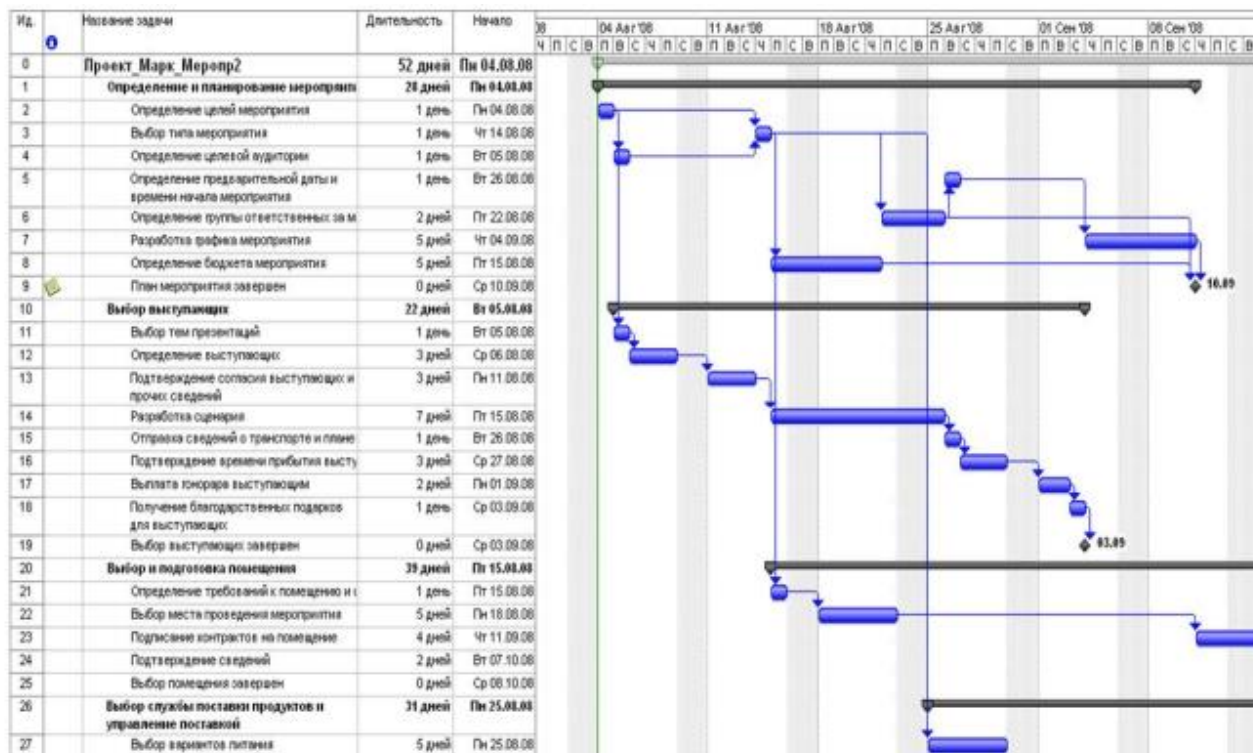 Ид.
Название задачи
Длительность
Начало
08
04 Авг '08
11 Авг '08
18 Авг '08
25 Авг '08
01 Сен '08
08 Сен '08
Ч П С В П В С Ч П С В П В С Ч П С В П В С Ч П С В П В С Ч П С В П В С Ч П С В П В С Ч П С В
0 Проект_Марк_Меропр2 52 дней Пн 04.08.08
1 Определение и планирование мероприят 28 дней Пн 04.08.08
2 Определение целей мероприятия 1 день Пн 04.08.08
3 Выбор типа мероприятия 1 день Чт 14.08.08
4 Определение целевой аудитории 1 день Вт 05.08.08
5 Определение предварительной даты и 1 день Вт 26.08.08
времени начала мероприятия
6 Определение группы ответственных за м 2 дней Пт 22.08.08
7 Разработка графика мероприятия 5 дней Чт 04.09.08
8 Определение бюджета мероприятия 5 дней Пт 15.08.08
9 План мероприятия завершен 0 дней Ср 10.09.08
10.09
10 Выбор выступающих 22 дней Вт 05.08.08
11 Выбор тем презентаций 1 день Вт 05.08.08
12 Определение выступающих 3 дней Ср 06.08.08
13 Подтверждение согласия выступающих и 3 дней Пн 11.08.08
прочих сведений
14 Разработка сценария 7 дней Пт 15.08.08
15 Отправка сведений о транспорте и плане 1 день Вт 26.08.08
16 Подтверждение времени прибытия высту 3 дней Ср 27.08.08
17 Выплата гонорара выступающим 2 дней Пн 01.09.08
18 Получение благодарственных подарков 1 день Ср 03.09.08
для выступающих
19 Выбор выступающих завершен 0 дней Ср 03.09.08
03.09
20 Выбор и подготовка помещения 39 дней Пт 15.08.08
21 Определение требований к помещению и 1 день Пт 15.08.08
22 Выбор места проведения мероприятия 5 дней Пн 18.08.08
23 Подписание контрактов на помещение 4 дней Чт 11.09.08
24 Подтверждение сведений 2 дней Вт 07.10.08
25 Выбор помещения завершен 0 дней Ср 08.10.08
26 Выбор службы поставки продуктов и 31 дней Пн 25.08.08
управление поставкой
27 Выбор вариантов питания 5 дней Пн 25.08.08